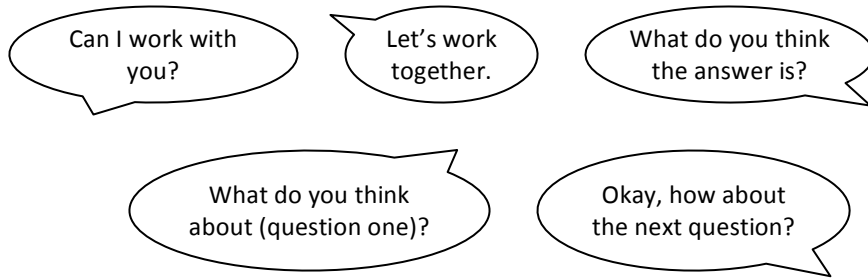 Can I work with
you?
Let’s work
together.
What do you think
the answer is?
What do you think
about (question one)?
Okay, how about
the next question?